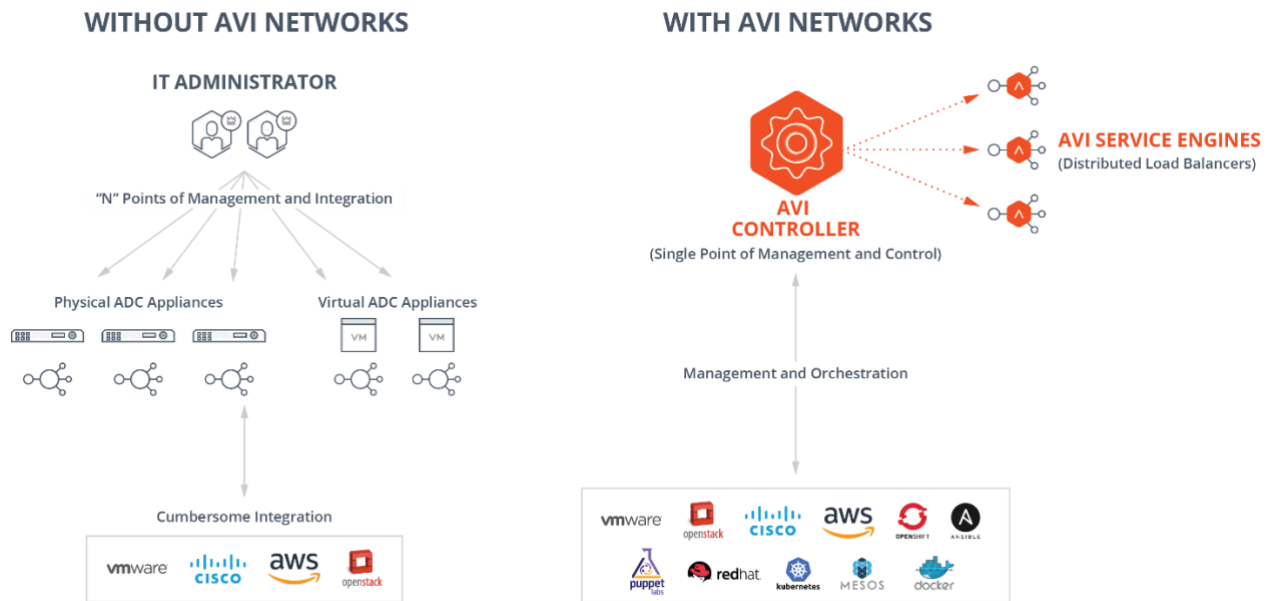 WITHOUT AVI NETWORKS
IT ADMINISTRATOR
“N” Points of Management and Integration
Physical ADC Appliances
Virtual ADC Appliances
VM
VM
Cumbersome Integration
vmware
CISCO
aws
openstack
WITH AVI NETWORKS
AVI
CONTROLLER
(Single Point of Management and Control)
AVI SERVICE ENGINES
(Distributed Load Balancers)
Management and Orchestration
vmware
openstack
CISCO
aws
OPENSHIFT
ANSIBLE
puppet
labs
redhat.
kubernetes
MESOS
docker